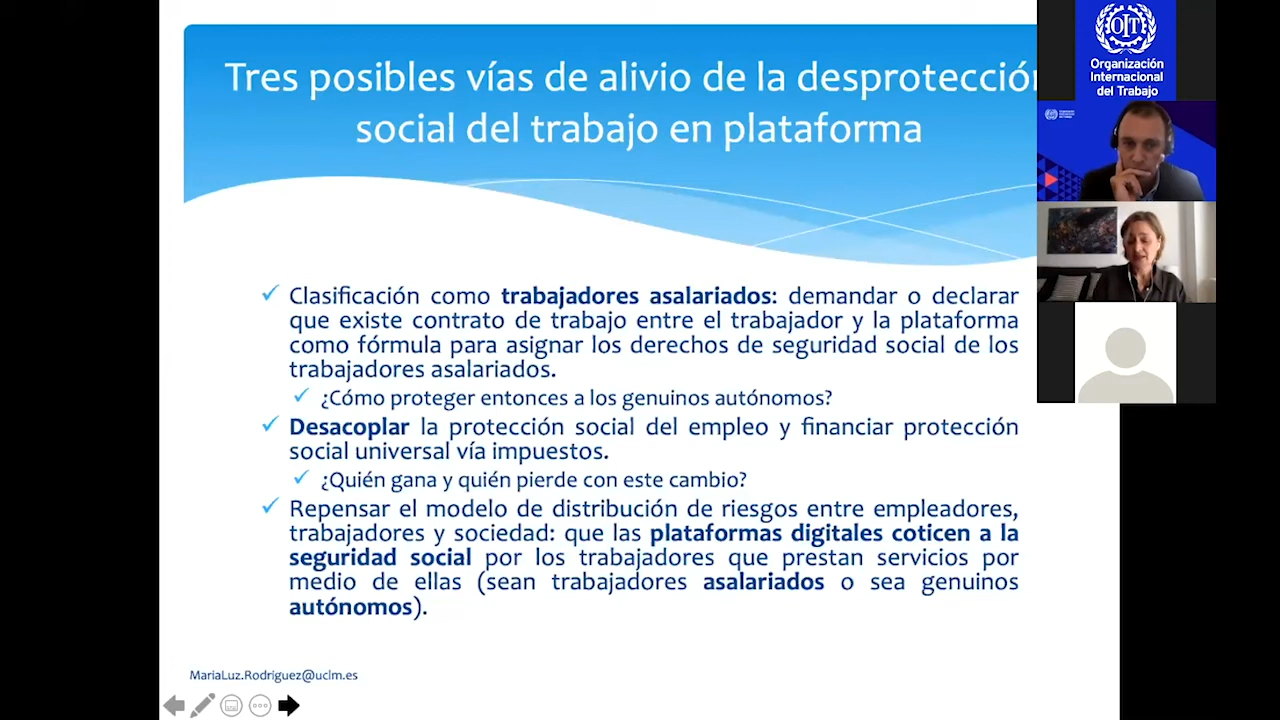 Tres posibles vías de alivio de la desprotección
social del trabajo en plataforma
Clasificación como trabajadores asalariados: demandar o declarar
que existe contrato de trabajo entre el trabajador y la plataforma
como fórmula para asignar los derechos de seguridad social de los
trabajadores asalariados.
¿Cómo proteger entonces a los genuinos autónomos?
Desacoplar la protección social del empleo y financiar protección
social universal vía impuestos.
¿Quién gana y quién pierde con este cambio?
Repensar el modelo de distribución de riesgos entre empleadores,
trabajadores y sociedad: que las plataformas digitales coticen a la
seguridad social por los trabajadores que prestan servicios por
medio de ellas (sean trabajadores asalariados o sea genuinos
autónomos).
MariaLuz.Rodriguez@uclm.es
OIT
Organización
Internacional
del Trabajo